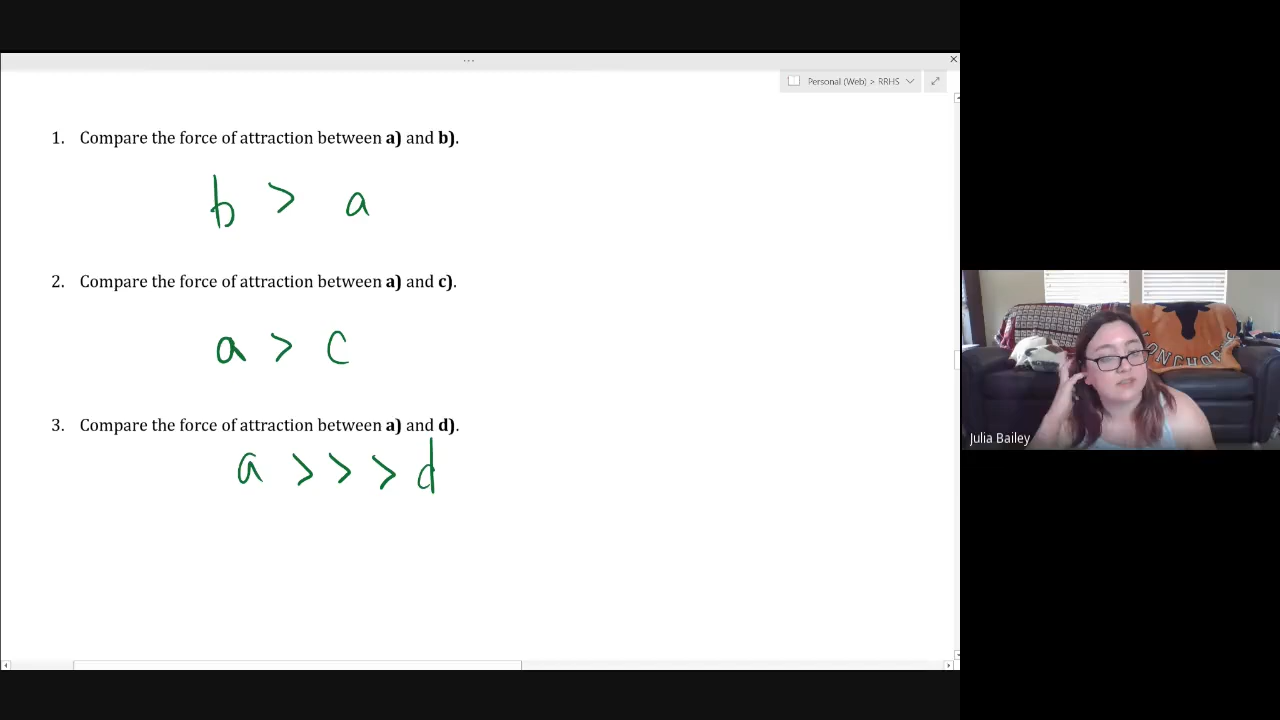 ...
Personal (Web) > RRHS
1. Compare the force of attraction between a) and b).
b > a
2. Compare the force of attraction between a) and c).
a > c
3. Compare the force of attraction between a) and d).
a > > > d
LONGHOR
Julia Bailey